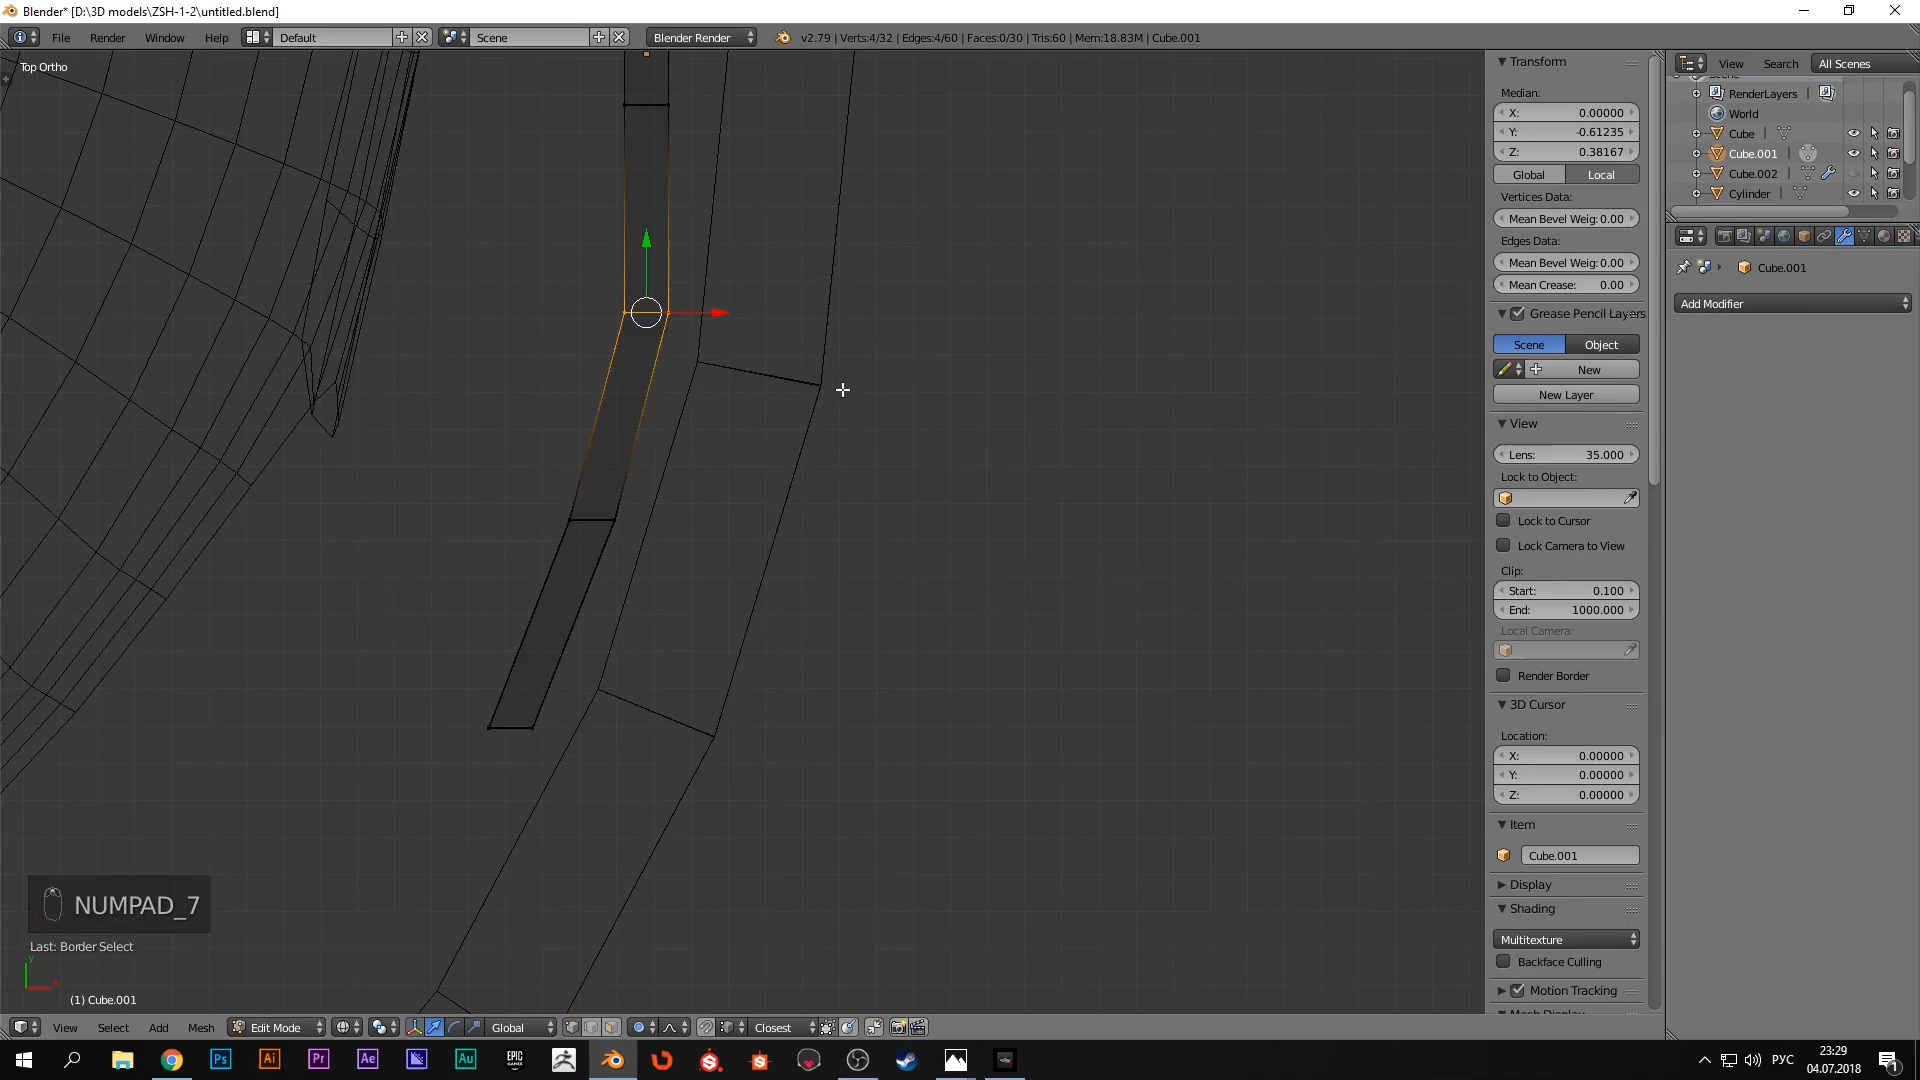 Blender* [D:\3D models\ZSH-1-2\untitled.blend]
File Render Window Help Default Scene Blender Render v2.79 | Verts:4/32 | Edges:4/60 | Faces:0/30 | Tris:60 | Mem:18.83M | Cube.001
Top Ortho
Transform
Median:
X: 0.00000
Y: -0.61235
Z: 0.38167
Global Local
Vertices Data:
Mean Bevel Weig: 0.00
Edges Data:
Mean Bevel Weig: 0.00
Mean Crease: 0.00
Grease Pencil Layers
Scene Object
New
New Layer
View
Lens: 35.000
Lock to Object:
Lock to Cursor
Lock Camera to View
Clip:
Start: 0.100
End: 1000.000
Local Camera:
Render Border
3D Cursor
Location:
X: 0.00000
Y: 0.00000
Z: 0.00000
Item
Cube.001
Display
Shading
Multitexture
Backface Culling
Motion Tracking
View Search All Scenes
RenderLayers
World
Cube
Cube.001
Cube.002
Cylinder
Cube.001
Add Modifier
NUMPAD_7
Last: Border Select
y
(1) Cube.001
View Select Add Mesh Edit Mode Global Closest
Ps Ai Pr Ae Au EPIC GAMES РУС 23:29
04.07.2018
1